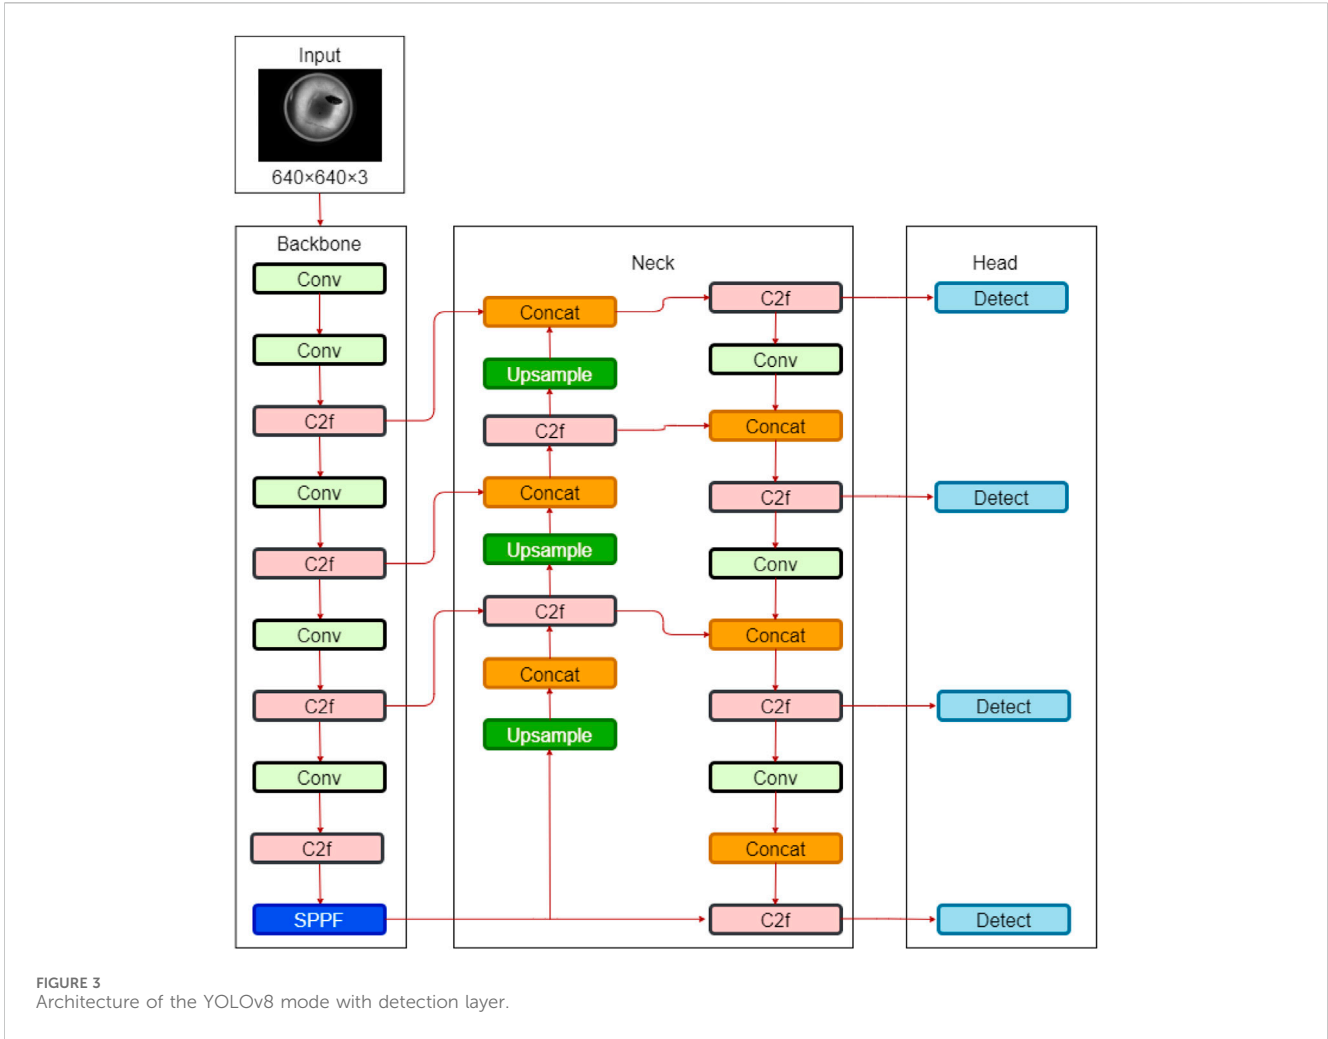 Input
640×640×3
Backbone
Conv
Conv
C2f
Conv
C2f
Conv
C2f
Conv
C2f
SPPF
Neck
Concat
Upsample
C2f
Concat
Upsample
C2f
Concat
Upsample
C2f
Conv
Concat
C2f
Conv
Concat
C2f
Conv
Concat
C2f
Head
Detect
Detect
Detect
Detect
FIGURE 3
Architecture of the YOLOv8 mode with detection layer.